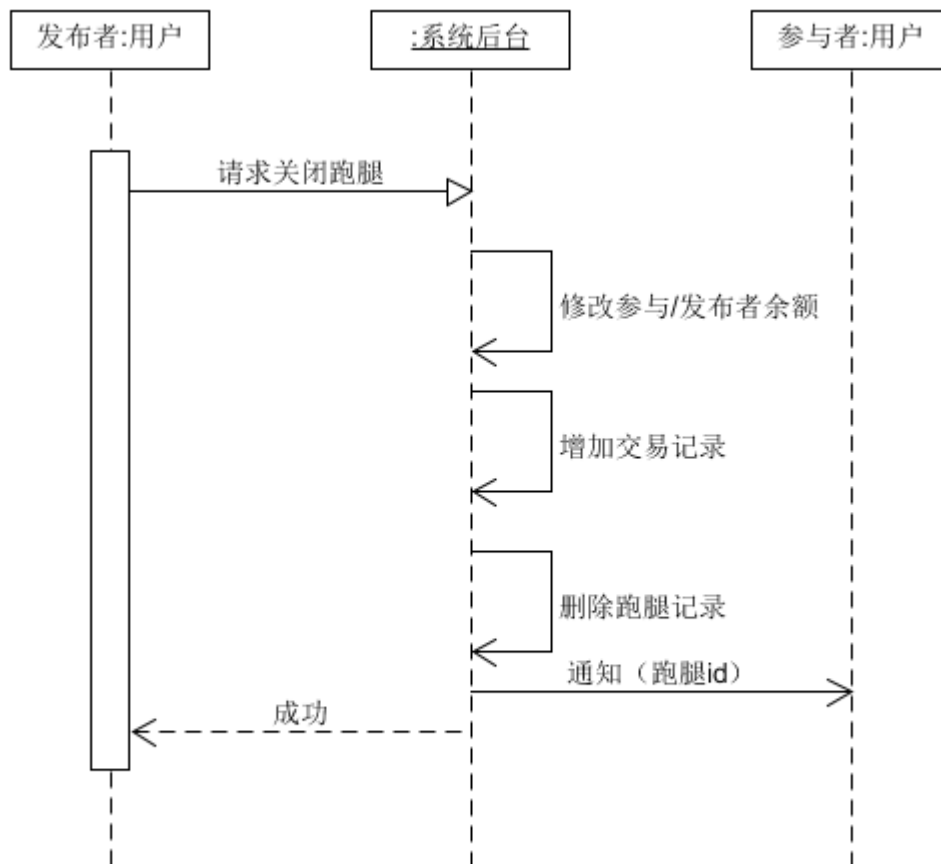 发布者:用户
:系统后台
参与者:用户
请求关闭跑腿
修改参与/发布者余额
增加交易记录
删除跑腿记录
通知（跑腿id）
成功